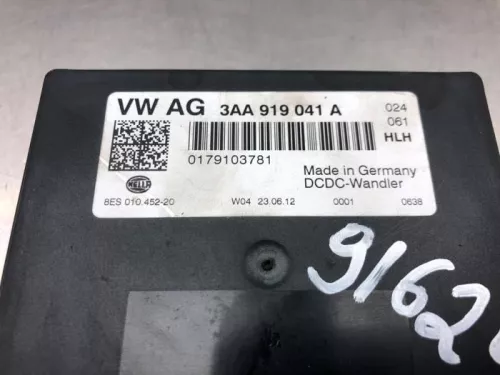 VW AG 3AA 919 041 A 024
061
HLH
0179103781
Made in Germany
DCDC-Wandler
HELLA
8ES 010.452-20 W04 23.06.12 0001 0638